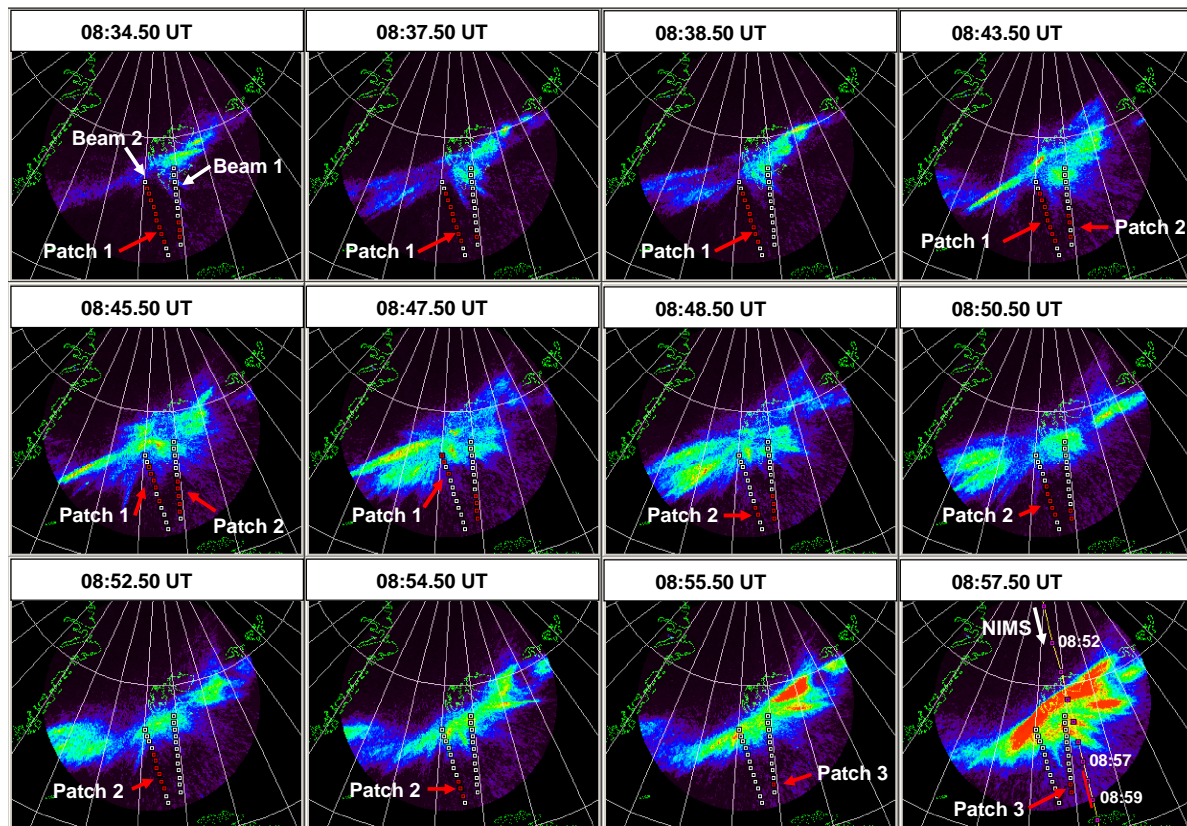 08:34.50 UT
Beam 2
Beam 1
Patch 1
08:37.50 UT
Patch 1
08:38.50 UT
Patch 1
08:43.50 UT
Patch 1
Patch 2
08:45.50 UT
Patch 1
Patch 2
08:47.50 UT
Patch 1
08:48.50 UT
Patch 2
08:50.50 UT
Patch 2
08:52.50 UT
Patch 2
08:54.50 UT
Patch 2
08:55.50 UT
Patch 3
08:57.50 UT
NIMS
08:52
08:57
08:59
Patch 3